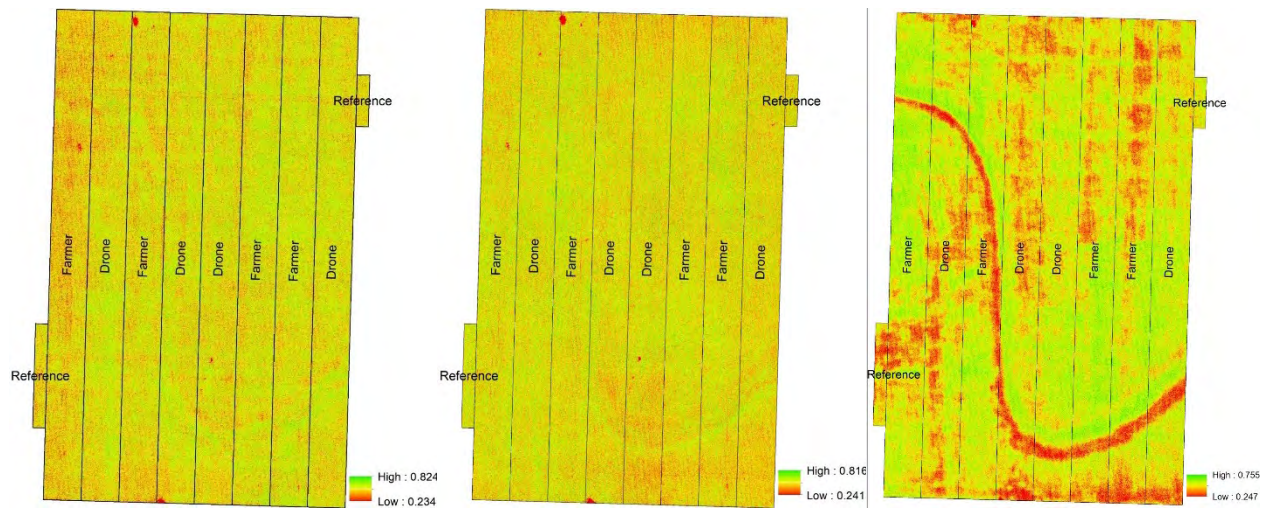 Reference
Farmer
Drone
Farmer
Drone
Drone
Farmer
Farmer
Drone
Reference
High : 0.824
Low : 0.234
Reference
Farmer
Drone
Farmer
Drone
Drone
Farmer
Farmer
Drone
Reference
High : 0.816
Low : 0.241
Reference
Farmer
Drone
Farmer
Drone
Drone
Farmer
Farmer
Drone
Reference
High : 0.755
Low : 0.247